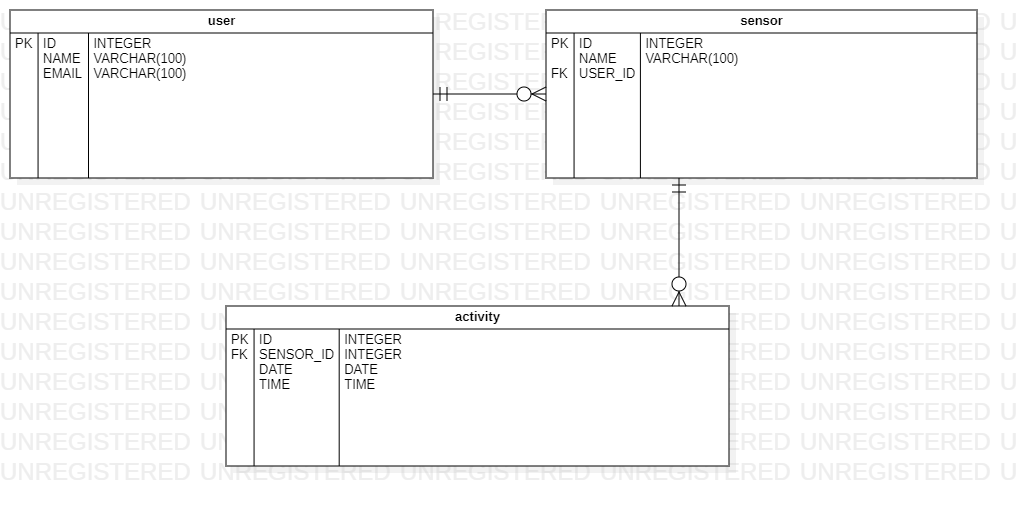 user
PK ID INTEGER
NAME VARCHAR(100)
EMAIL VARCHAR(100)
sensor
PK ID INTEGER
NAME VARCHAR(100)
FK USER_ID
activity
PK ID INTEGER
FK SENSOR_ID INTEGER
DATE DATE
TIME TIME
UNREGISTERED